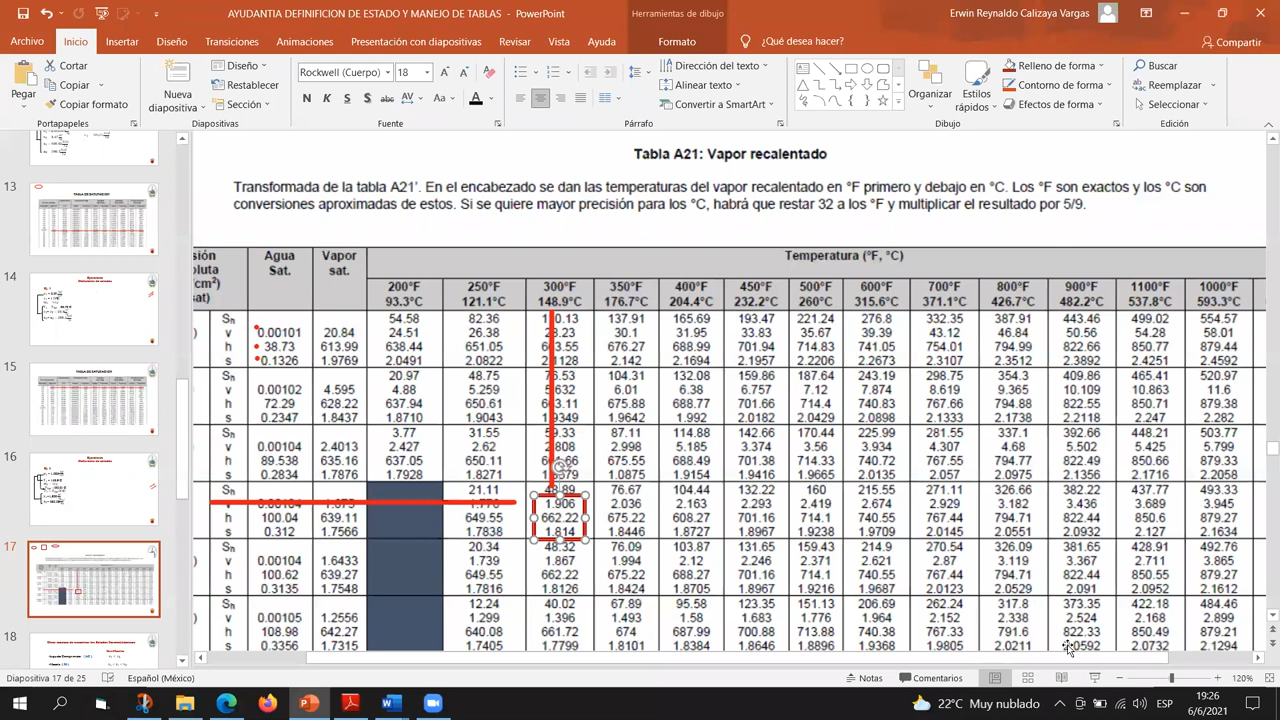 AYUDANTIA DEFINIFICION DE ESTADO Y MANEJO DE TABLAS - PowerPoint
Herramientas de dibujo
Erwin Reynaldo Calizaya Vargas
Archivo Inicio Insertar Diseño Transiciones Animaciones Presentación con diapositivas Revisar Vista Ayuda Formato ¿Qué desea hacer? Compartir
Pegar
Cortar
Copiar
Copiar formato
Portapapeles
Nueva diapositiva
Diseño
Restablecer
Sección
Diapositivas
Rockwell (Cuerpo) 18
N K S S abc AV Aa A
Fuente
Dirección del texto
Alinear texto
Convertir a SmartArt
Párrafo
Organizar
Estilos rápidos
Relleno de forma
Contorno de forma
Efectos de forma
Dibujo
Buscar
Reemplazar
Seleccionar
Edición
13
14
15
16
17
18
Tabla A21: Vapor recalentado
Transformada de la tabla A21'. En el encabezado se dan las temperaturas del vapor recalentado en °F primero y debajo en °C. Los °F son exactos y los °C son
conversiones aproximadas de estos. Si se quiere mayor precisión para los °C, habrá que restar 32 a los °F y multiplicar el resultado por 5/9.
Agua Sat. Vapor sat. Temperatura (°F, °C)
200°F 250°F 300°F 350°F 400°F 450°F 500°F 600°F 700°F 800°F 900°F 1100°F 1000°F
93.3°C 121.1°C 148.9°C 176.7°C 204.4°C 232.2°C 260°C 315.6°C 371.1°C 426.7°C 482.2°C 537.8°C 593.3°C
Sh 54.58 82.36 137.91 165.69 193.47 221.24 276.8 332.35 387.91 443.46 499.02 554.57
v 0.00101 20.84 24.51 26.38 30.1 31.95 33.83 35.67 39.39 43.12 46.84 50.56 54.28 58.01
h 38.73 613.99 638.44 651.05 676.27 688.99 701.94 714.83 741.05 767.64 794.99 822.66 850.77 879.44
s 0.1326 1.9769 2.0491 2.0822 2.142 2.1694 2.1957 2.2206 2.2673 2.3107 2.3512 2.3892 2.4251 2.4592
Sh 20.97 48.75 104.31 132.08 159.86 187.64 243.19 298.75 354.3 409.86 465.41 520.97
v 0.00102 4.595 4.88 5.259 6.01 6.38 6.757 7.12 7.874 8.619 9.365 10.109 10.863 11.6
h 72.29 628.22 637.94 650.61 675.88 688.77 701.66 714.4 740.83 767.66 794.88 822.55 850.71 879.38
s 0.2347 1.8437 1.8710 1.9043 1.9642 1.992 2.0182 2.0429 2.0898 2.1333 2.1738 2.2118 2.247 2.282
Sh 3.77 31.55 87.11 114.88 142.66 170.44 225.99 281.55 337.1 392.66 448.21 503.77
v 0.00104 2.4013 2.427 2.62 2.998 3.185 3.374 3.56 3.934 4.307 4.68 5.502 5.425 5.799
h 89.538 635.16 637.05 650.11 675.55 688.49 701.38 714.33 740.72 767.55 794.77 822.49 850.66 879.33
s 0.2834 1.7876 1.7928 1.8271 1.0875 1.9154 1.9416 1.9665 2.0135 2.057 2.0975 2.1356 2.1716 2.2058
Sh 21.11 48.89 76.67 104.44 132.22 160 215.55 271.11 326.66 382.22 437.77 493.33
1.906 2.036 2.163 2.293 2.419 2.674 2.929 3.182 3.436 3.691 3.943
h 100.04 639.11 649.55 662.22 675.22 608.27 701.16 714.1 740.55 767.44 794.71 822.44 850.6 879.27
s 0.312 1.7566 1.7838 1.814 1.8446 1.8727 1.8967 1.9238 1.9709 2.0145 2.0551 2.0932 2.127 2.1634
Sh 20.34 48.32 76.09 103.87 131.65 159.43 214.9 270.54 326.09 381.65 428.91 492.76
v 0.00104 1.6433 1.739 1.867 1.994 2.12 2.246 2.371 2.621 2.87 3.119 3.367 2.711 3.865
h 100.62 639.27 649.55 662.22 675.22 688.27 701.16 714.1 740.55 767.44 794.71 822.44 850.6 879.27
s 0.3135 1.7548 1.7816 1.8126 1.8424 1.8705 1.8967 1.9216 1.9687 2.0123 2.0529 2.091 2.0952 2.1612
Sh 12.24 40.02 67.89 95.58 123.35 151.13 206.69 262.24 317.8 373.35 422.18 484.46
v 0.00105 1.2556 1.299 1.396 1.493 1.58 1.683 1.776 1.964 2.152 2.338 2.524 2.168 2.899
h 108.98 642.27 640.08 661.72 674 687.99 700.88 713.88 740.38 767.33 791.6 822.33 850.49 879.21
s 0.3356 1.7315 1.7405 1.7799 1.8101 1.8384 1.8646 1.8896 1.9368 1.9805 2.0211 2.0732 2.1294
Diapositiva 17 de 25 Español (México) Notas Comentarios 120%
22°C Muy nublado ESP 19:26
6/6/2021